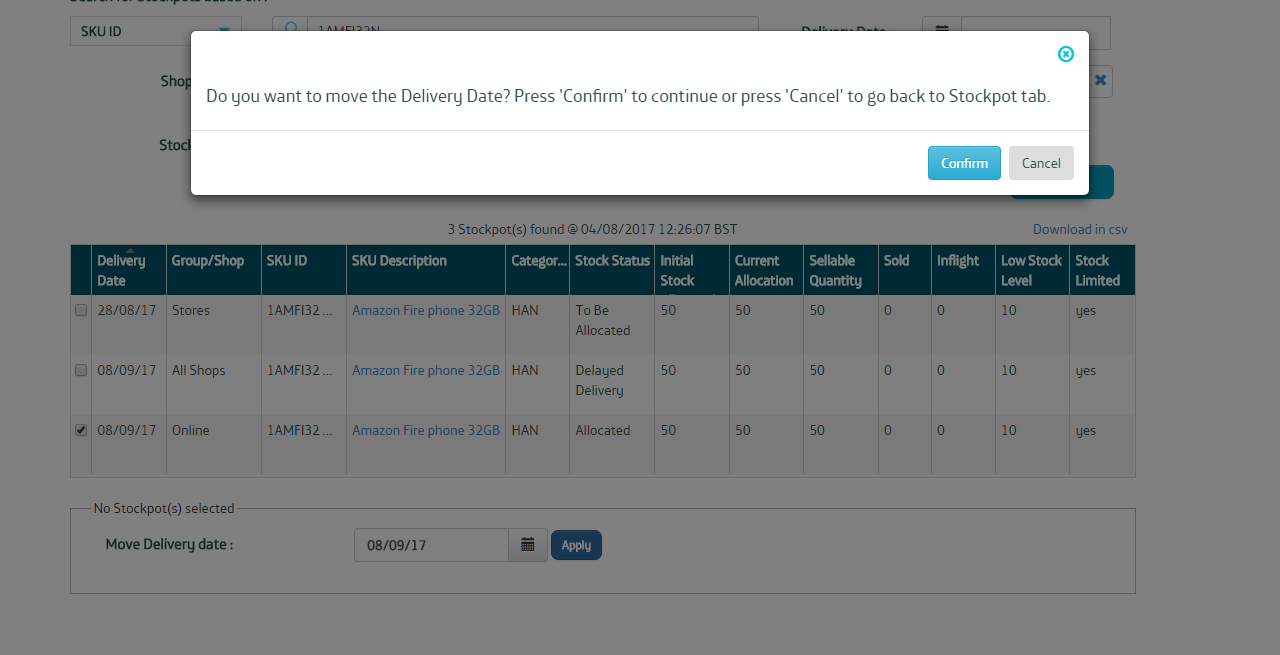 SKU ID
Do you want to move the Delivery Date? Press 'Confirm' to continue or press 'Cancel' to go back to Stockpot tab.
Confirm Cancel
3 Stockpot(s) found @ 04/08/2017 12:26:07 BST Download in csv
Delivery Date Group/Shop SKU ID SKU Description Categor... Stock Status Initial Stock Current Allocation Sellable Quantity Sold Inflight Low Stock Level Stock Limited
28/08/17 Stores 1AMFI32 ... Amazon Fire phone 32GB HAN To Be Allocated 50 50 50 0 0 10 yes
08/09/17 All Shops 1AMFI32 ... Amazon Fire phone 32GB HAN Delayed Delivery 50 50 50 0 0 10 yes
08/09/17 Online 1AMFI32 ... Amazon Fire phone 32GB HAN Allocated 50 50 50 0 0 10 yes
No Stockpot(s) selected
Move Delivery date : 08/09/17 Apply